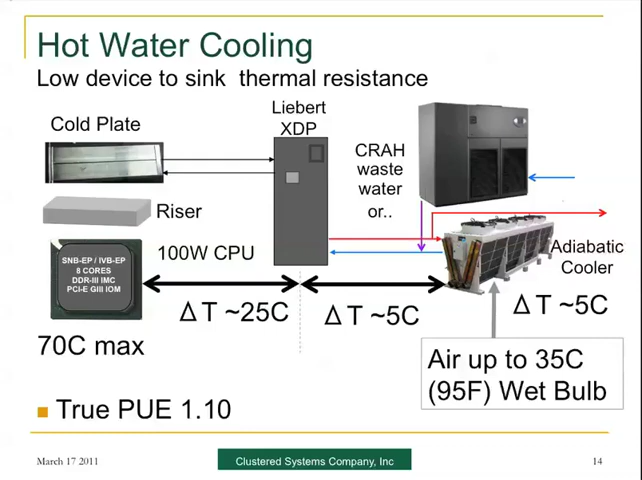 Hot Water Cooling
Low device to sink thermal resistance
Cold Plate
Liebert
XDP
CRAH
waste
water
or..
Riser
100W CPU
SNB-EP / IVB-EP
8 CORES
DDR-III IMC
PCI-E GIII IOM
Adiabatic
Cooler
Δ T ~25C
Δ T ~5C
Δ T ~5C
70C max
Air up to 35C
(95F) Wet Bulb
True PUE 1.10
March 17 2011
Clustered Systems Company, Inc
14